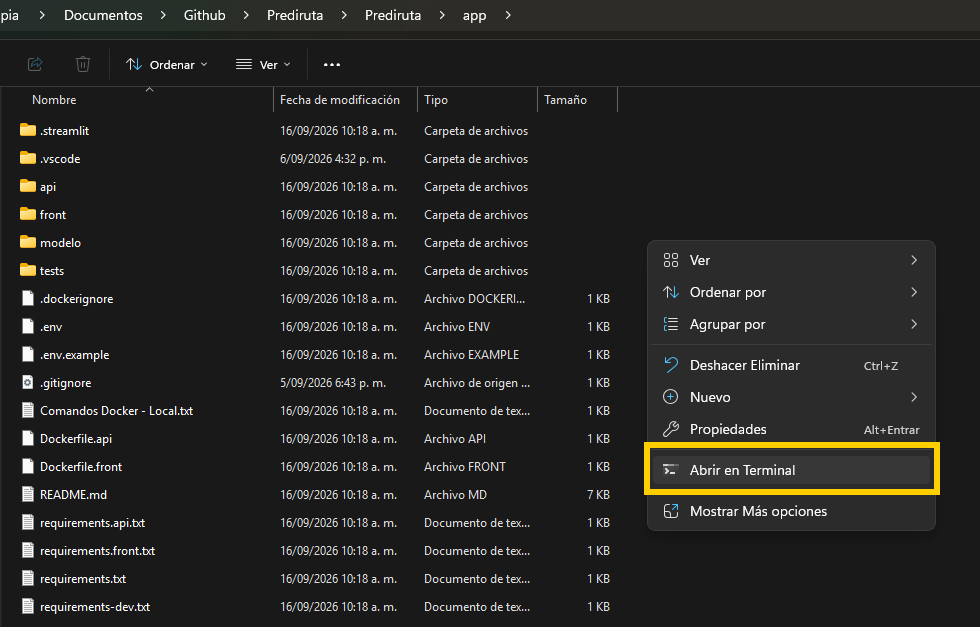 pia > Documentos > Github > Prediruta > Prediruta > app >
Ordenar Ver ...
Nombre Fecha de modificación Tipo Tamaño
.streamlit 16/09/2026 10:18 a. m. Carpeta de archivos
.vscode 6/09/2026 4:32 p. m. Carpeta de archivos
api 16/09/2026 10:18 a. m. Carpeta de archivos
front 16/09/2026 10:18 a. m. Carpeta de archivos
modelo 16/09/2026 10:18 a. m. Carpeta de archivos
tests 16/09/2026 10:18 a. m. Carpeta de archivos
.dockerignore 16/09/2026 10:18 a. m. Archivo DOCKERI... 1 KB
.env 16/09/2026 10:18 a. m. Archivo ENV 1 KB
.env.example 16/09/2026 10:18 a. m. Archivo EXAMPLE 1 KB
.gitignore 5/09/2026 6:43 p. m. Archivo de origen ... 1 KB
Comandos Docker - Local.txt 16/09/2026 10:18 a. m. Documento de tex... 1 KB
Dockerfile.api 16/09/2026 10:18 a. m. Archivo API 1 KB
Dockerfile.front 16/09/2026 10:18 a. m. Archivo FRONT 1 KB
README.md 16/09/2026 10:18 a. m. Archivo MD 7 KB
requirements.api.txt 16/09/2026 10:18 a. m. Documento de tex... 1 KB
requirements.front.txt 16/09/2026 10:18 a. m. Documento de tex... 1 KB
requirements.txt 16/09/2026 10:18 a. m. Documento de tex... 1 KB
requirements-dev.txt 16/09/2026 10:18 a. m. Documento de tex... 1 KB
Ver
Ordenar por
Agrupar por
Deshacer Eliminar Ctrl+Z
Nuevo
Propiedades Alt+Entrar
Abrir en Terminal
Mostrar Más opciones